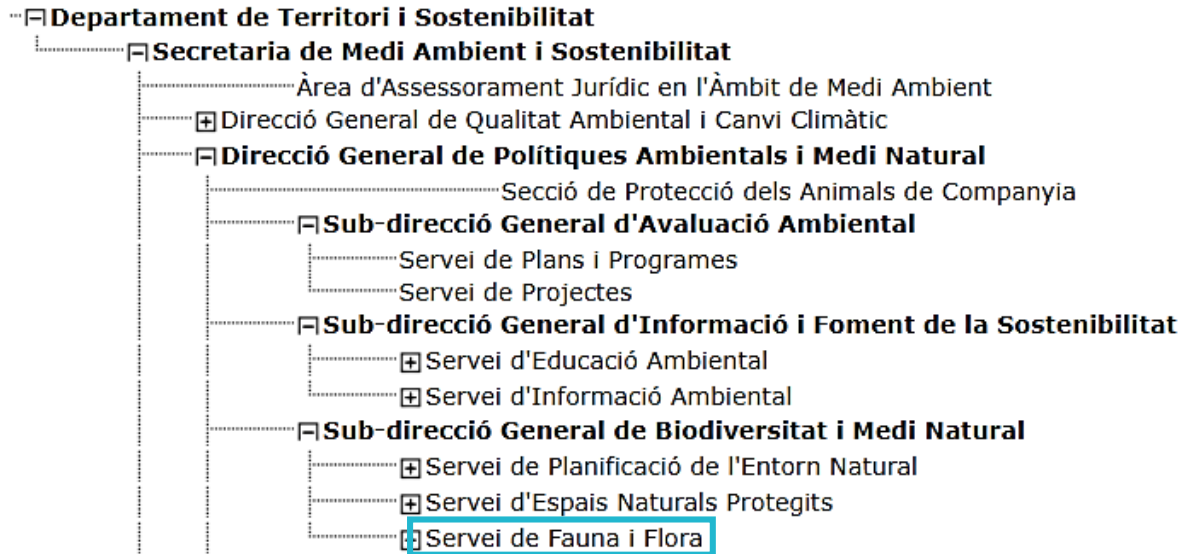 Departament de Territori i Sostenibilitat
Secretaria de Medi Ambient i Sostenibilitat
Àrea d'Assessorament Jurídic en l'Àmbit de Medi Ambient
Direcció General de Qualitat Ambiental i Canvi Climàtic
Direcció General de Polítiques Ambientals i Medi Natural
Secció de Protecció dels Animals de Companyia
Sub-direcció General d'Avaluació Ambiental
Servei de Plans i Programes
Servei de Projectes
Sub-direcció General d'Informació i Foment de la Sostenibilitat
Servei d'Educació Ambiental
Servei d'Informació Ambiental
Sub-direcció General de Biodiversitat i Medi Natural
Servei de Planificació de l'Entorn Natural
Servei d'Espais Naturals Protegits
Servei de Fauna i Flora